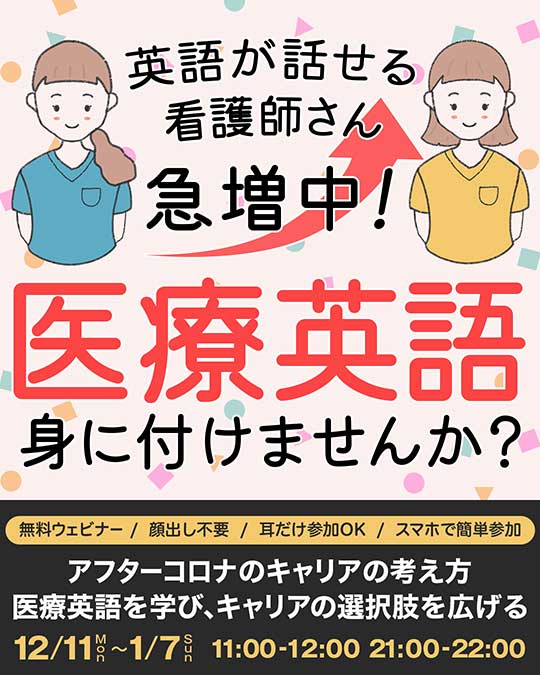 英語が話せる
看護師さん
急増中!
医療英語
身に付けませんか?
無料ウェビナー / 顔出し不要 / 耳だけ参加OK / スマホで簡単参加
アフターコロナのキャリアの考え方
医療英語を学び、キャリアの選択肢を広げる
12/11 Mon ～1/7 Sun 11:00-12:00 21:00-22:00